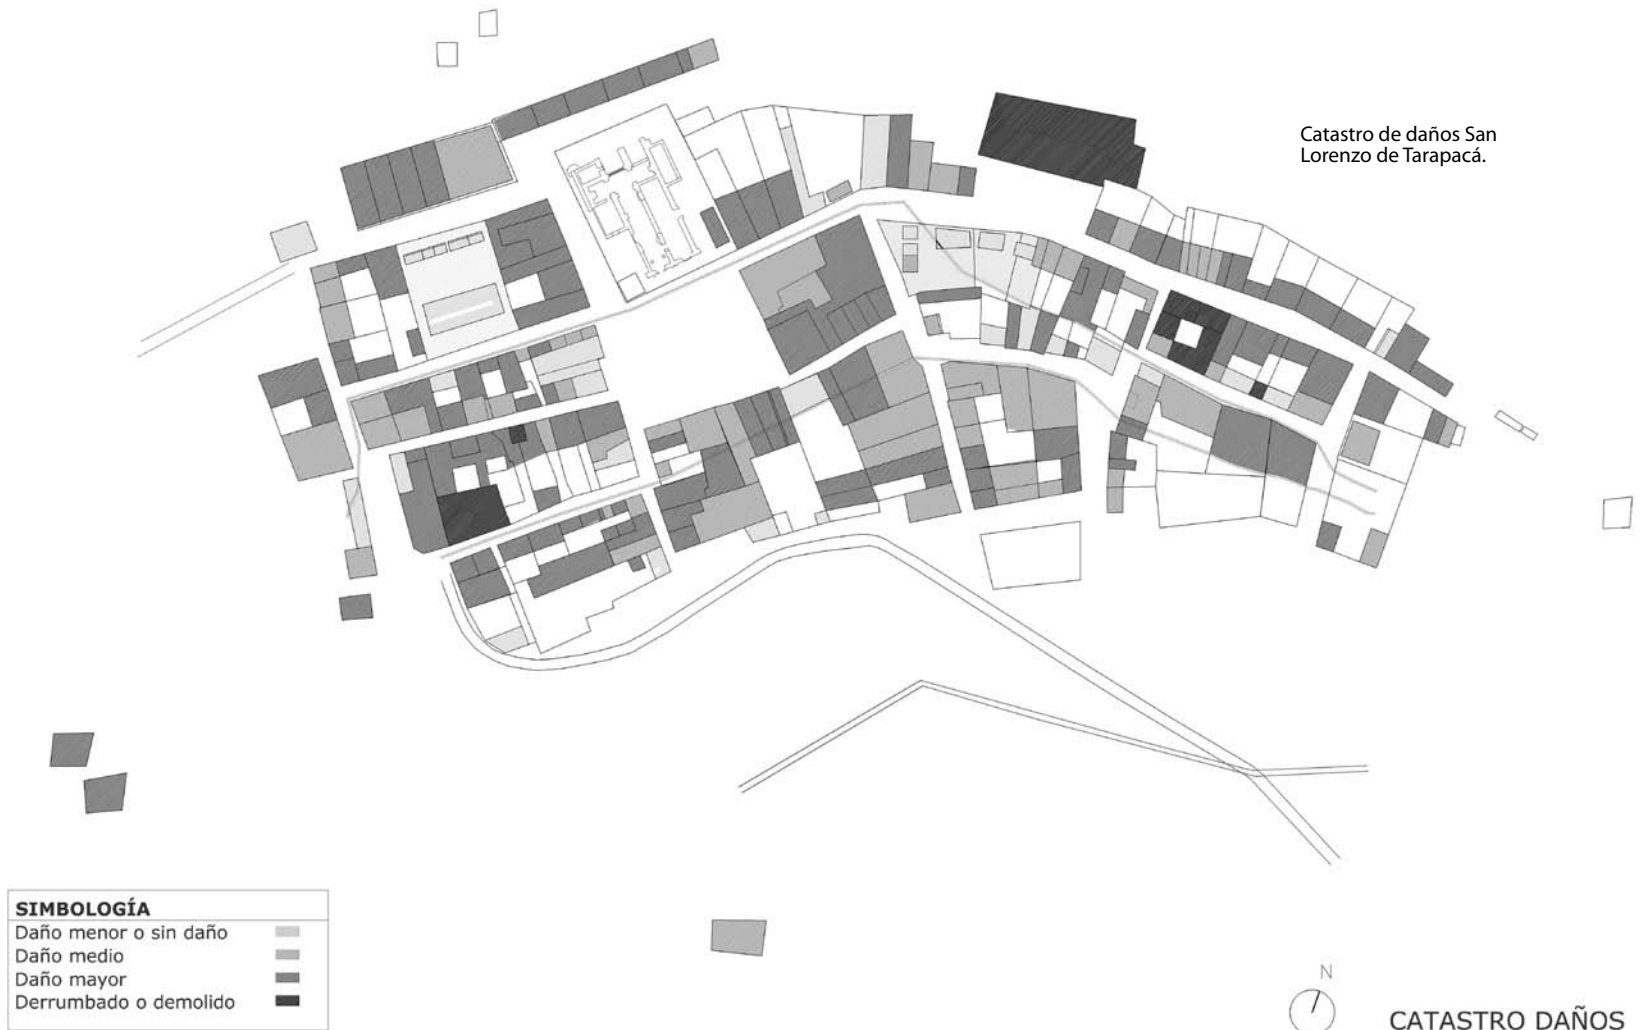 Catastro de daños San
Lorenzo de Tarapacá.
SIMBOLOGÍA
Daño menor o sin daño
Daño medio
Daño mayor
Derrumbado o demolido
N
CATASTRO DAÑOS